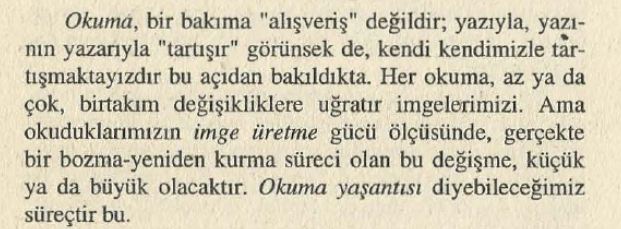 Okuma, bir bakıma "alışveriş" değildir; yazıyla, yazı-
nın yazarıyla "tartışır" görünsek de, kendi kendimizle tar-
tışmaktayızdır bu açıdan bakıldıkta. Her okuma, az ya da
çok, birtakım değişikliklere uğratır imgelerimizi. Ama
okuduklarımızın imge üretme gücü ölçüsünde, gerçekte
bir bozma-yeniden kurma süreci olan bu değişme, küçük
ya da büyük olacaktır. Okuma yaşantısı diyebileceğimiz
süreçtir bu.